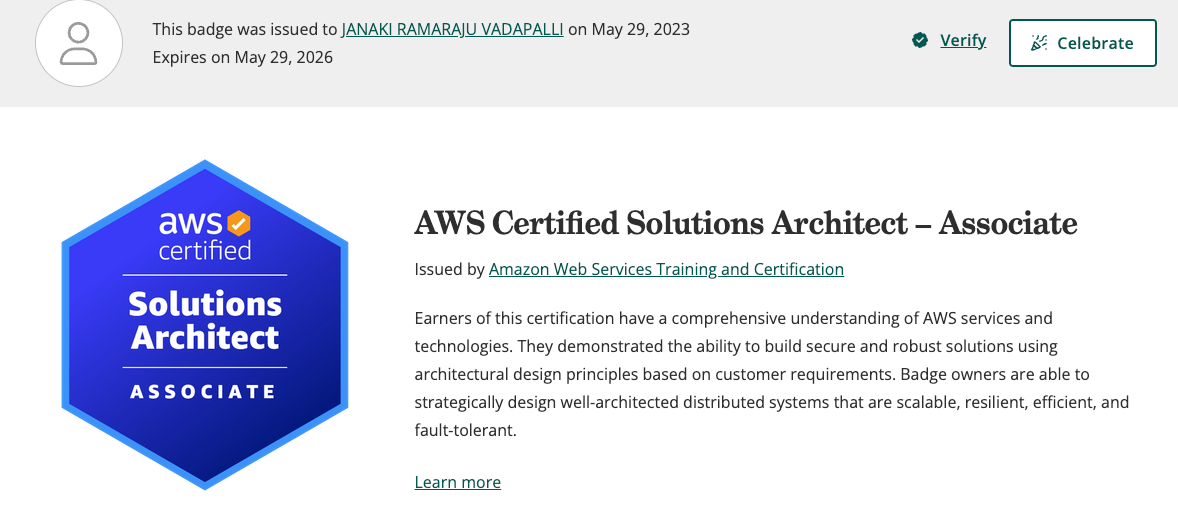 This badge was issued to JANAKI RAMARAJU VADAPALLI on May 29, 2023
Expires on May 29, 2026
Verify
Celebrate
aws
certified
Solutions
Architect
ASSOCIATE
AWS Certified Solutions Architect – Associate
Issued by Amazon Web Services Training and Certification
Earners of this certification have a comprehensive understanding of AWS services and
technologies. They demonstrated the ability to build secure and robust solutions using
architectural design principles based on customer requirements. Badge owners are able to
strategically design well-architected distributed systems that are scalable, resilient, efficient, and
fault-tolerant.
Learn more